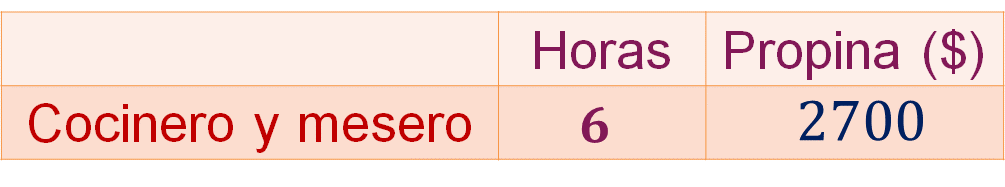 Horas Propina ($)
Cocinero y mesero 6 2700